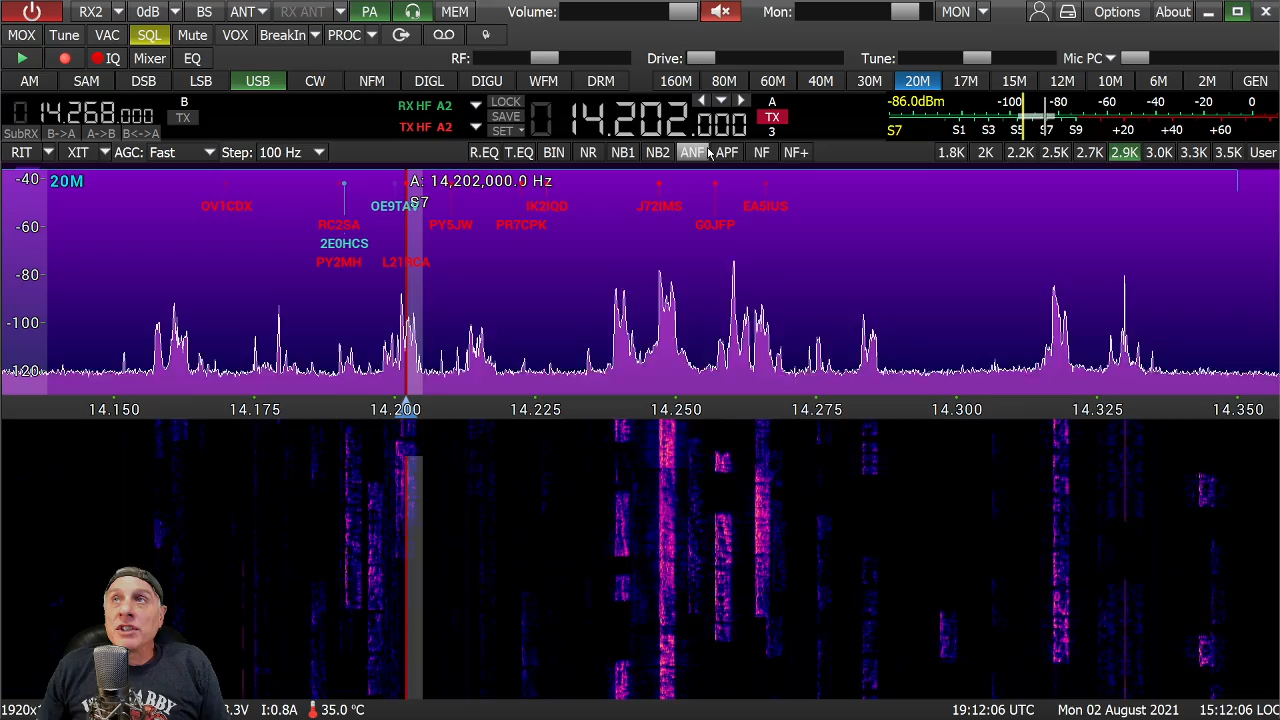 RX2 0dB BS ANT RX ANT PA MEM Volume: Mon: MON Options About
MOX Tune VAC SQL Mute VOX BreakIn PROC
IQ Mixer EQ RF: Drive: Tune: Mic PC
AM SAM DSB LSB USB CW NFM DIGL DIGU WFM DRM 160M 80M 60M 40M 30M 20M 17M 15M 12M 10M 6M 2M GEN
14.268.000 B TX RX HF A2 TX HF A2 LOCK SAVE SET 14.202.000 A TX 3 -86.0dBm -100 -80 -60 -40 -20 0
SubRX B->A A->B B<->A S7 S1 S3 S5 S7 S9 +20 +40 +60
RIT XIT AGC: Fast Step: 100 Hz R.EQ T.EQ BIN NR NB1 NB2 ANF APF NF NF+ 1.8K 2K 2.2K 2.5K 2.7K 2.9K 3.0K 3.3K 3.5K User
-40 20M A: 14,202,000.0 Hz
S7
OV1CDX OE9TAV IK2IQD J72IMS EA5IUS
-60 RC2SA PY5JW PR7CPK G0JFP
2E0HCS
PY2MH L21RCA
-80
-100
-120
14.150 14.175 14.200 14.225 14.250 14.275 14.300 14.325 14.350
1920x 3.3V I:0.8A 35.0 °C 19:12:06 UTC Mon 02 August 2021 15:12:06 LOC